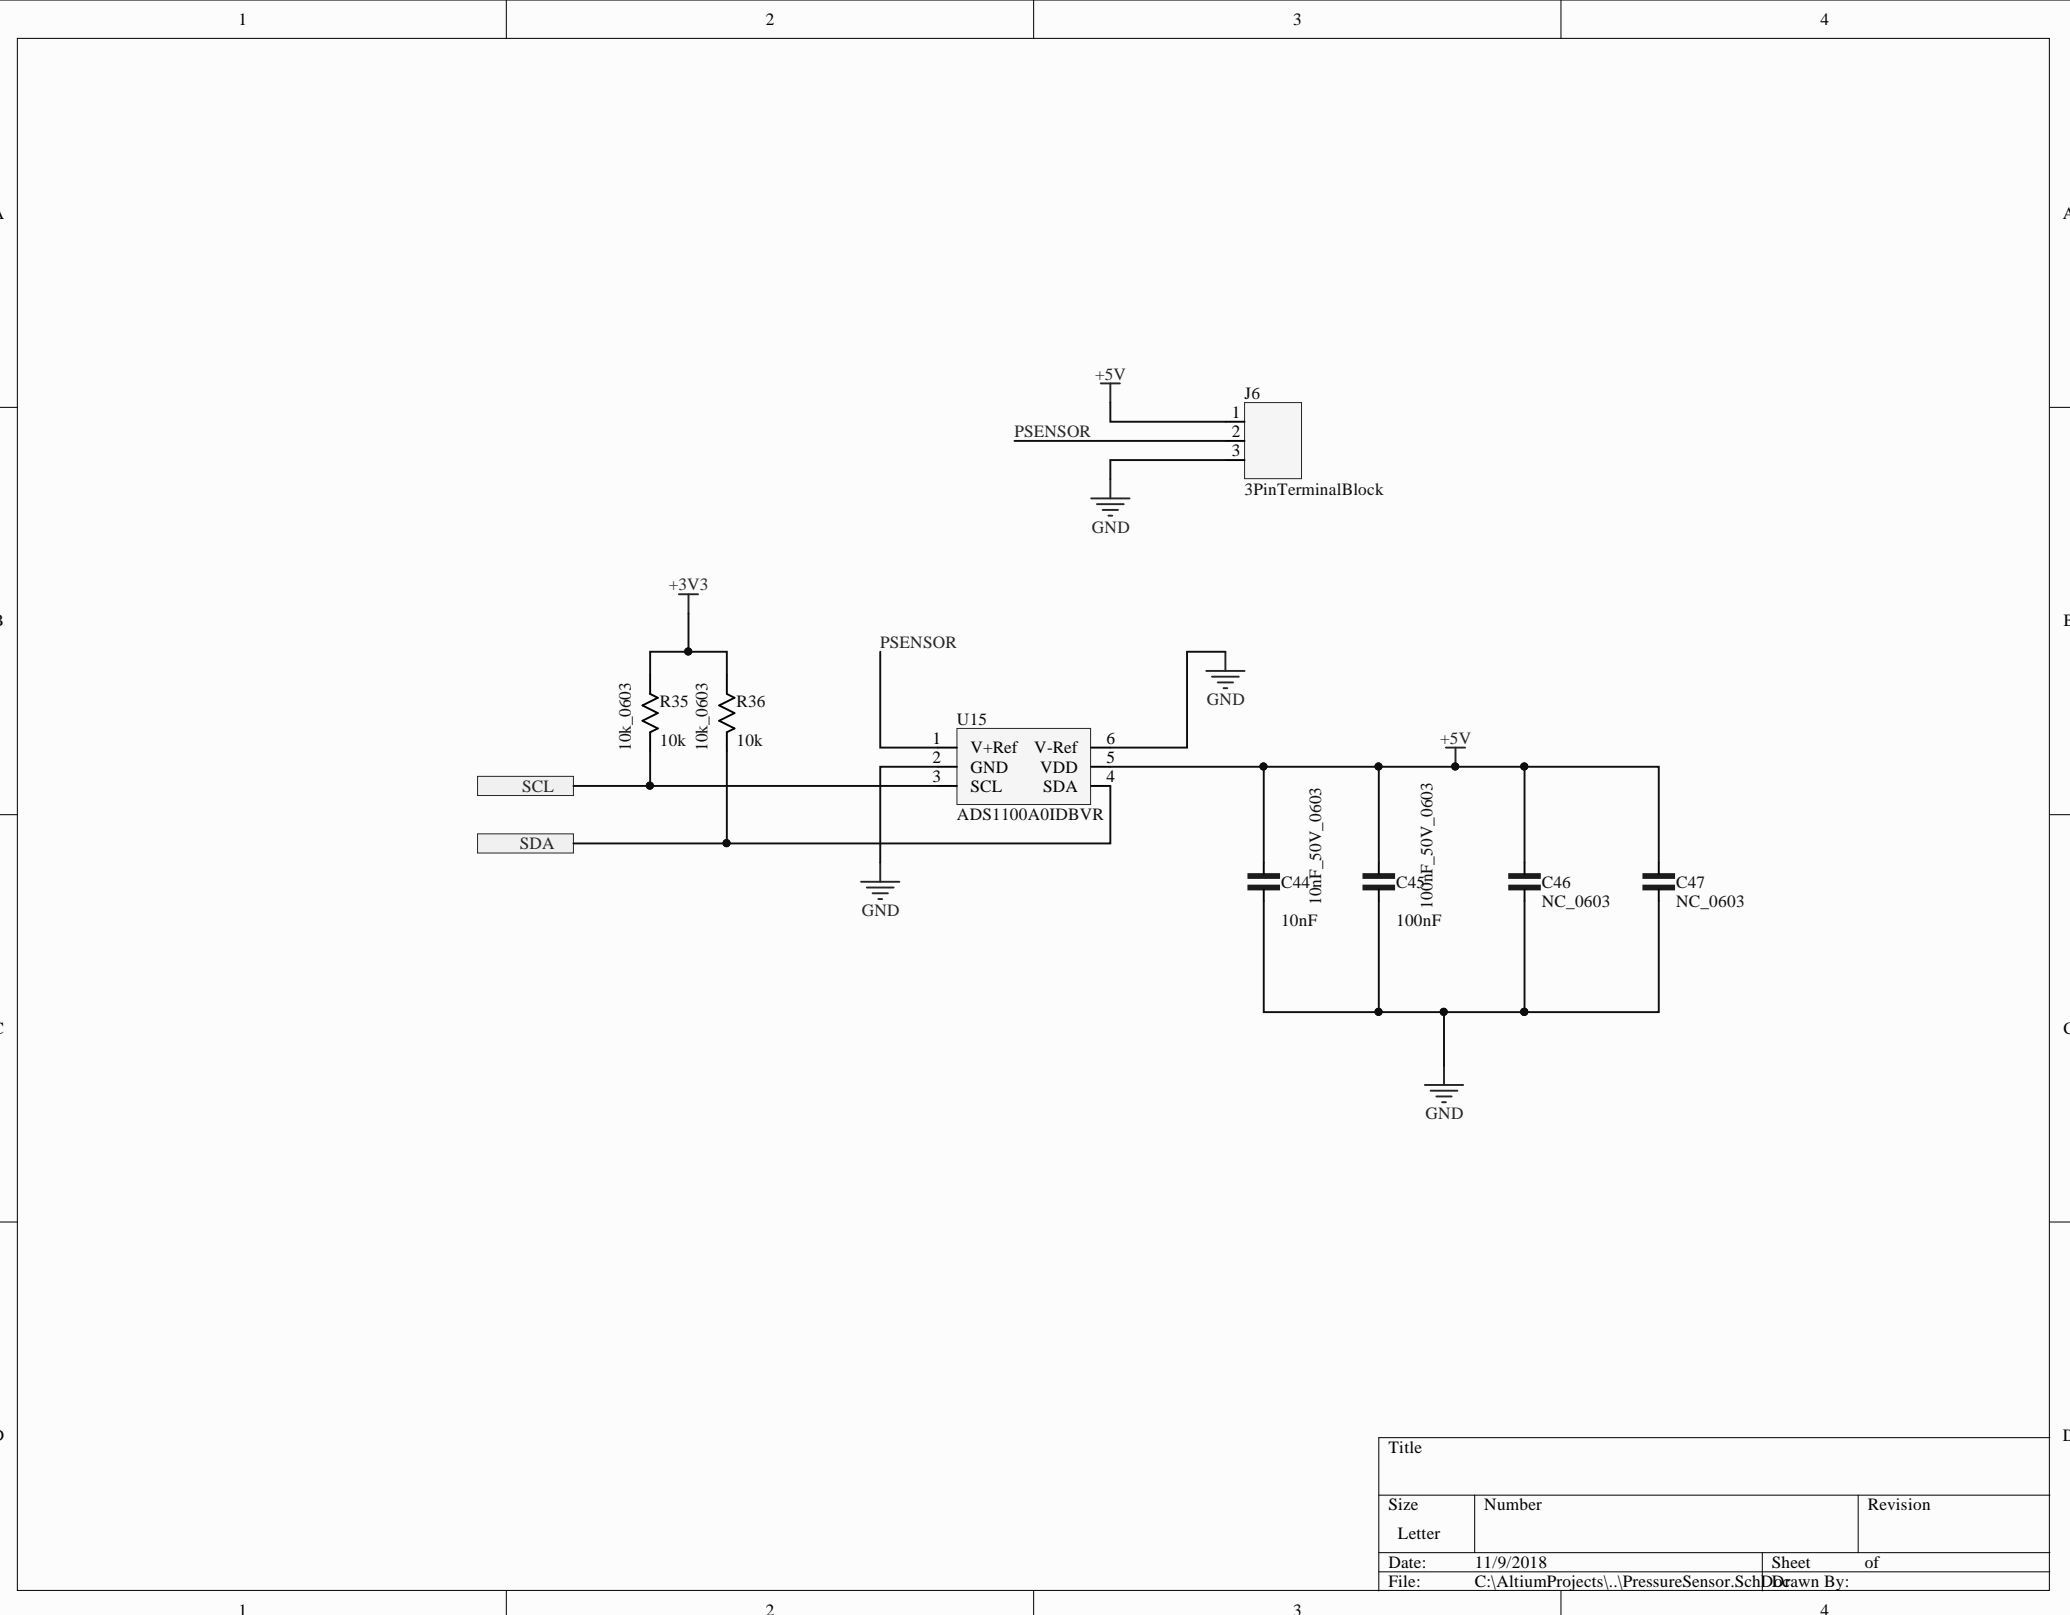 1 2 3 4
A A
+5V
J6
1
PSENSOR 2
3
3PinTerminalBlock
GND
+3V3
B
PSENSOR
10k_0603 R35 10k_0603 R36
10k 10k
GND
U15
1 V+Ref V-Ref 6
2 GND VDD 5
3 SCL SDA 4
ADS1100A0IDBVR
+5V
SCL
SDA
GND
10nF_50V_0603 100nF_50V_0603
C44 C45 C46 C47
NC_0603 NC_0603
10nF 100nF
C
GND
D
Title
Size Number Revision
Letter
Date: 11/9/2018 Sheet of
File: C:\AltiumProjects\..\PressureSensor.SchDoc Drawn By:
1 2 3 4